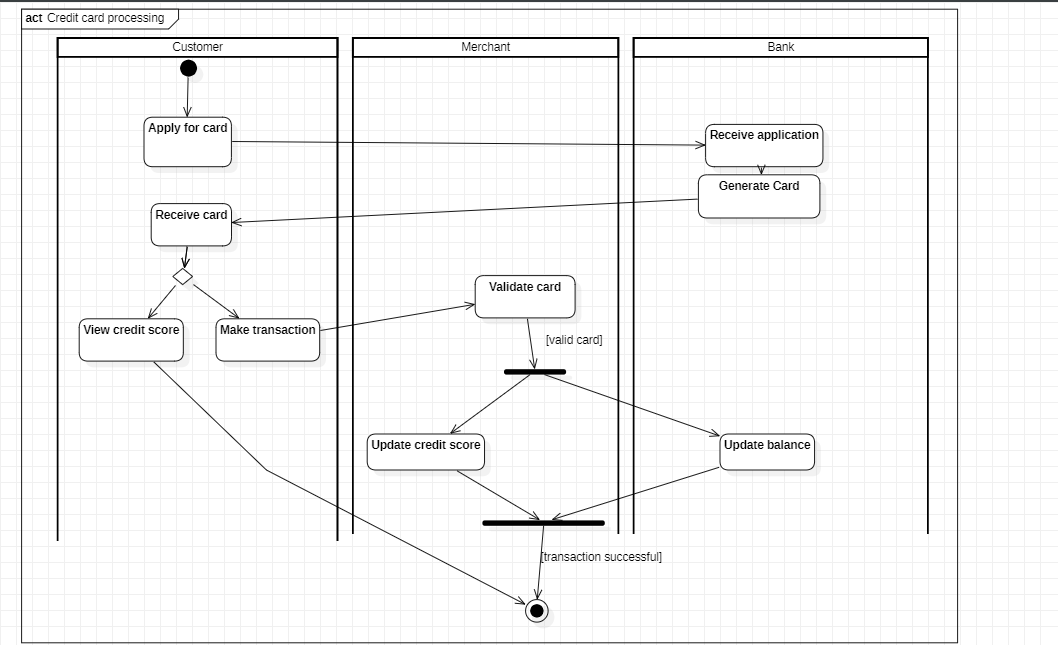 act Credit card processing
Customer
Merchant
Bank
Apply for card
Receive application
Generate Card
Receive card
Validate card
View credit score
Make transaction
[valid card]
Update credit score
Update balance
[transaction successful]